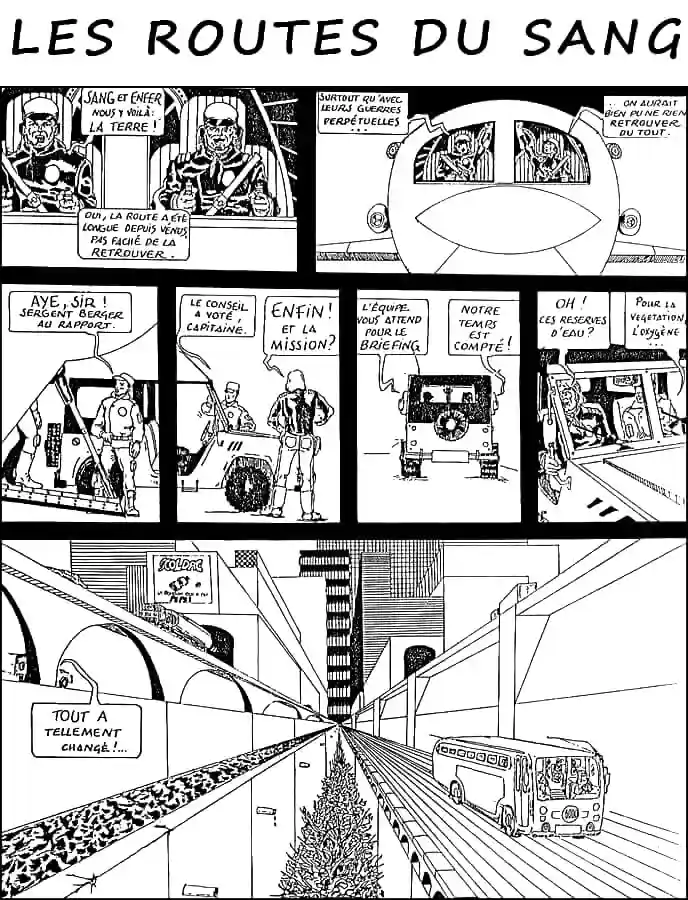 LES ROUTES DU SANG
SANG ET ENFER
NOUS Y VOILÀ:
LA TERRE!
OUI, LA ROUTE A ÉTÉ
LONGUE DEPUIS VÉNUS,
PAS FACHÉ DE LA
RETROUVER.
SURTOUT QU'AVEC
LEURS GUERRES
PERPÉTUELLES...
... ON AURAIT
BIEN PU NE RIEN
RETROUVER
DU TOUT.
AYE, SIR!
SERGENT BERGER
AU RAPPORT.
LE CONSEIL
A VOTÉ,
CAPITAINE.
ENFIN!
ET LA
MISSION?
L'ÉQUIPE
VOUS ATTEND
POUR LE
BRIEFING
NOTRE
TEMPS
EST
COMPTÉ!
OH!
CES RESERVES
D'EAU?
POUR LA
VEGETATION,
L'OXYGÈNE
...
SCOLDAC
TOUT A
TELLEMENT
CHANGÉ!...